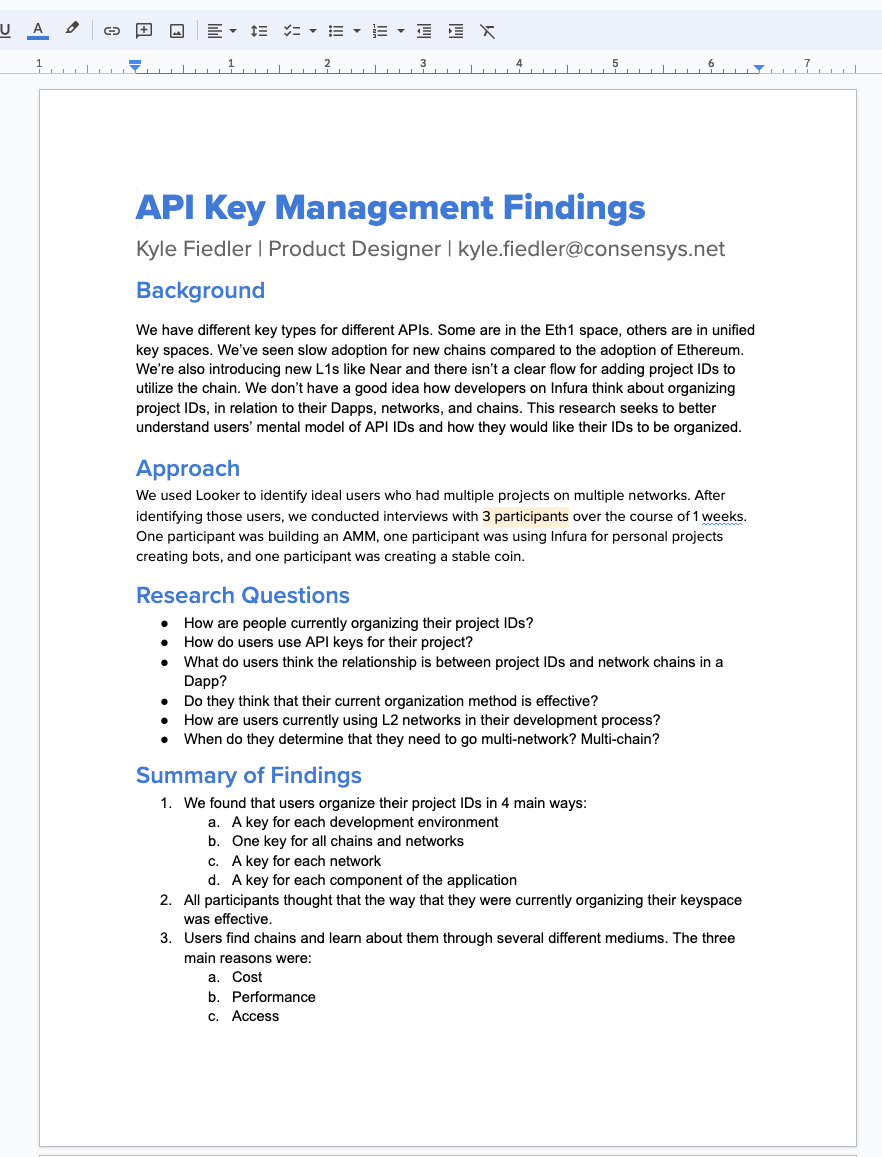 U A
1 1 2 3 4 5 6 7
API Key Management Findings
Kyle Fiedler | Product Designer | kyle.fiedler@consensys.net
Background
We have different key types for different APIs. Some are in the Eth1 space, others are in unified
key spaces. We’ve seen slow adoption for new chains compared to the adoption of Ethereum.
We’re also introducing new L1s like Near and there isn’t a clear flow for adding project IDs to
utilize the chain. We don’t have a good idea how developers on Infura think about organizing
project IDs, in relation to their Dapps, networks, and chains. This research seeks to better
understand users’ mental model of API IDs and how they would like their IDs to be organized.
Approach
We used Looker to identify ideal users who had multiple projects on multiple networks. After
identifying those users, we conducted interviews with 3 participants over the course of 1 weeks.
One participant was building an AMM, one participant was using Infura for personal projects
creating bots, and one participant was creating a stable coin.
Research Questions
● How are people currently organizing their project IDs?
● How do users use API keys for their project?
● What do users think the relationship is between project IDs and network chains in a
Dapp?
● Do they think that their current organization method is effective?
● How are users currently using L2 networks in their development process?
● When do they determine that they need to go multi-network? Multi-chain?
Summary of Findings
1. We found that users organize their project IDs in 4 main ways:
a. A key for each development environment
b. One key for all chains and networks
c. A key for each network
d. A key for each component of the application
2. All participants thought that the way that they were currently organizing their keyspace
was effective.
3. Users find chains and learn about them through several different mediums. The three
main reasons were:
a. Cost
b. Performance
c. Access